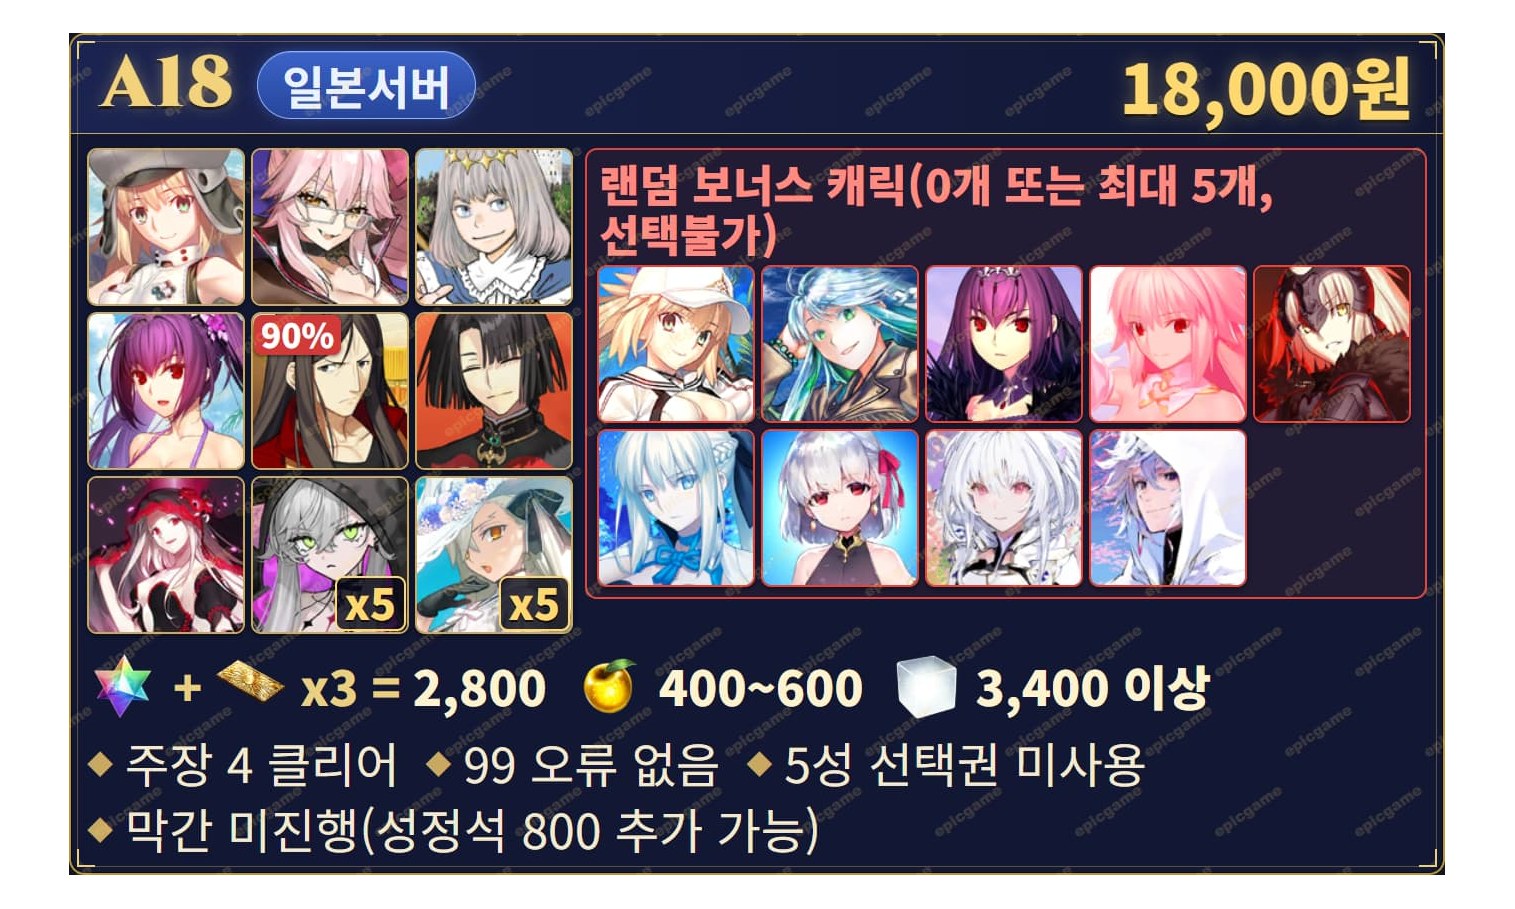 A18 일본서버 18,000원
랜덤 보너스 캐릭(0개 또는 최대 5개,
선택불가)
90%
x5 x5
+ x3 = 2,800 400~600 3,400 이상
◆ 주장 4 클리어 ◆ 99 오류 없음 ◆ 5성 선택권 미사용
◆ 막간 미진행(성정석 800 추가 가능)
epicgame